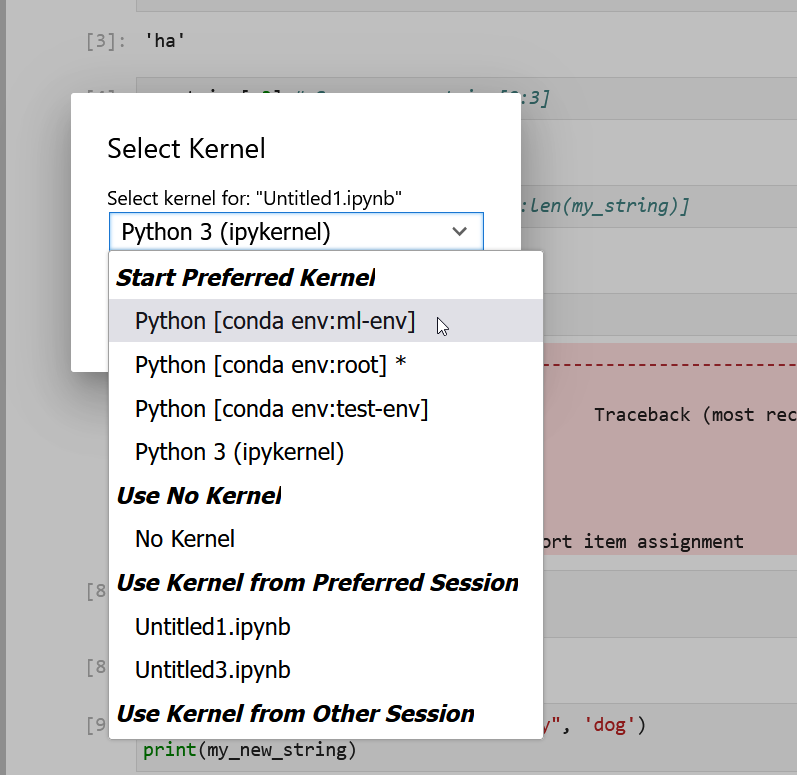 [3]: 'ha'
:3]
Select Kernel
Select kernel for: "Untitled1.ipynb"
:len(my_string)]
Python 3 (ipykernel)
Start Preferred Kernel
Python [conda env:ml-env]
Python [conda env:root] *
Python [conda env:test-env]
Traceback (most rec
Python 3 (ipykernel)
Use No Kernel
No Kernel
ort item assignment
Use Kernel from Preferred Session
[8
Untitled1.ipynb
Untitled3.ipynb
[8
Use Kernel from Other Session
[9
y", 'dog')
print(my_new_string)